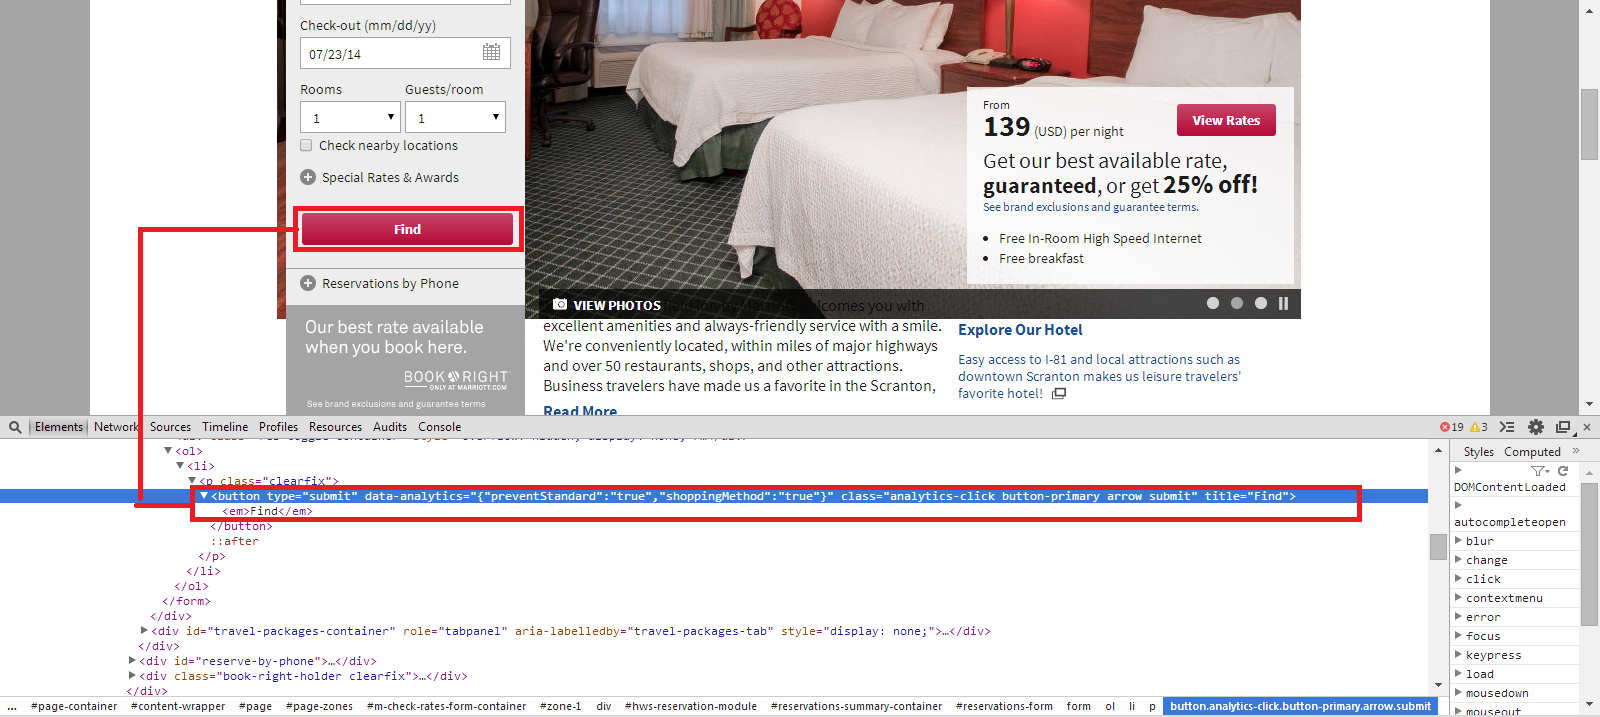 Check-out (mm/dd/yy)
07/23/14
Rooms
Guests/room
1
1
Check nearby locations
Special Rates & Awards
Find
Reservations by Phone
Our best rate available
when you book here.
BOOK RIGHT
ONLY AT MARRIOTT.COM
See brand exclusions and guarantee terms
From
139 (USD) per night
View Rates
Get our best available rate,
guaranteed, or get 25% off!
See brand exclusions and guarantee terms.
Free In-Room High Speed Internet
Free breakfast
VIEW PHOTOS
welcomes you with
excellent amenities and always-friendly service with a smile.
We're conveniently located, within miles of major highways
and over 50 restaurants, shops, and other attractions.
Business travelers have made us a favorite in the Scranton,
Read More
Explore Our Hotel
Easy access to I-81 and local attractions such as
downtown Scranton makes us leisure travelers'
favorite hotel!
Elements Network Sources Timeline Profiles Resources Audits Console
19 3
<ol>
<li>
<p class="clearfix">
<button type="submit" data-analytics="{"preventStandard":"true","shoppingMethod":"true"}" class="analytics-click button-primary arrow submit" title="Find">
<em>Find</em>
</button>
::after
</p>
</li>
</ol>
</form>
</div>
<div id="travel-packages-container" role="tabpanel" aria-labelledby="travel-packages-tab" style="display: none;">…</div>
</div>
<div id="reserve-by-phone">…</div>
<div class="book-right-holder clearfix">…</div>
</div>
Styles Computed »
DOMContentLoaded
autocompleteopen
blur
change
click
contextmenu
error
focus
keypress
load
mousedown
mouseout
... #page-container #content-wrapper #page #page-zones #m-check-rates-form-container #zone-1 div #hws-reservation-module #reservations-summary-container #reservations-form form ol li p button.analytics-click.button-primary.arrow.submit